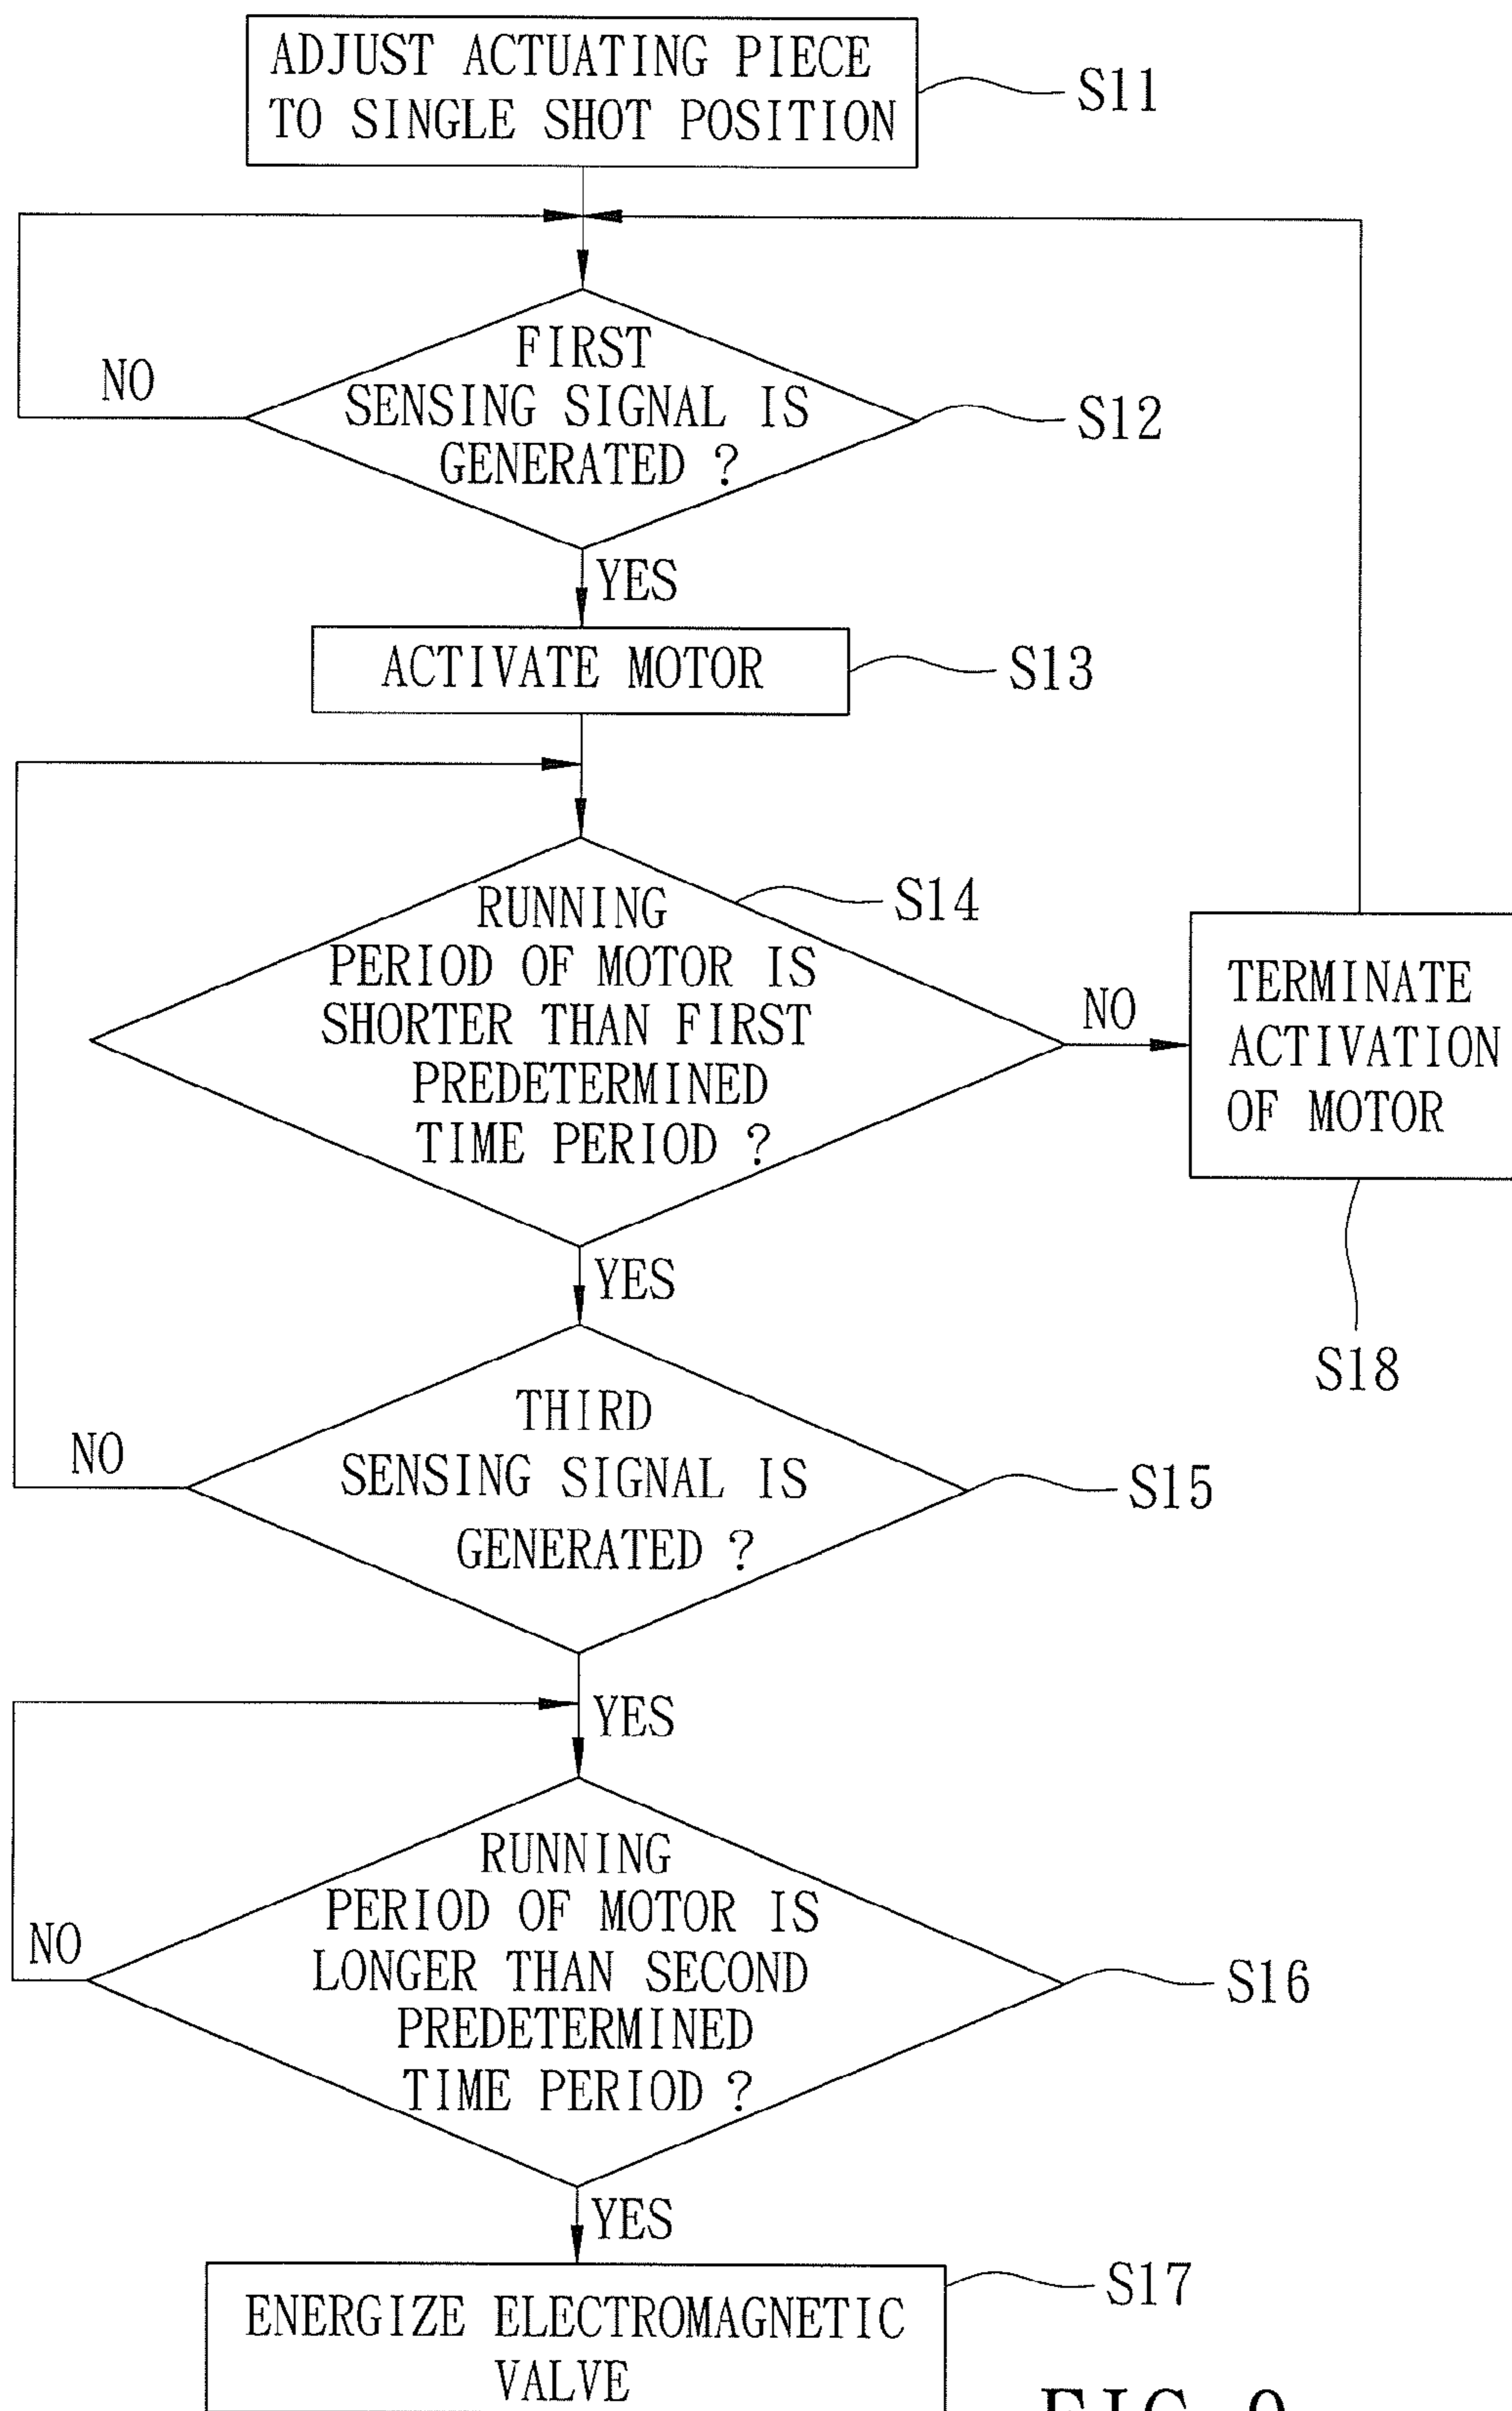 ADJUST ACTUATING PIECE
TO SINGLE SHOT POSITION
S11
FIRST
SENSING SIGNAL IS
GENERATED ?
NO
S12
YES
ACTIVATE MOTOR
S13
RUNNING
PERIOD OF MOTOR IS
SHORTER THAN FIRST
PREDETERMINED
TIME PERIOD ?
S14
NO
TERMINATE
ACTIVATION
OF MOTOR
S18
YES
THIRD
SENSING SIGNAL IS
GENERATED ?
NO
S15
YES
RUNNING
PERIOD OF MOTOR IS
LONGER THAN SECOND
PREDETERMINED
TIME PERIOD ?
NO
S16
YES
ENERGIZE ELECTROMAGNETIC
VALVE
S17